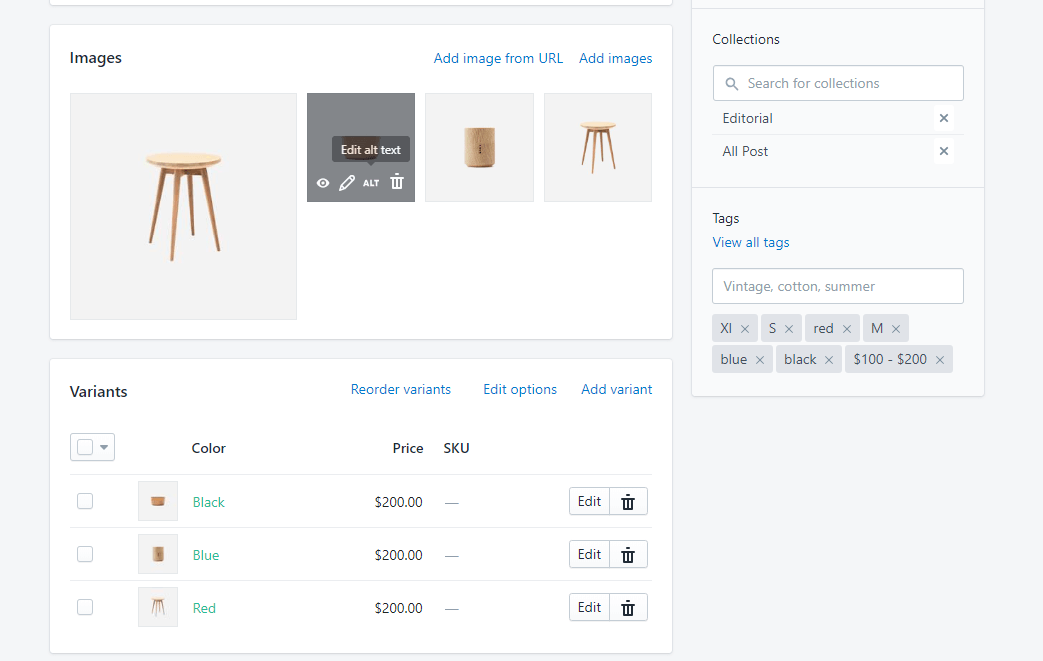 Images
Add image from URL
Add images
Edit alt text
ALT
Variants
Reorder variants
Edit options
Add variant
Color
Price
SKU
Black
$200.00
—
Edit
Blue
$200.00
—
Edit
Red
$200.00
—
Edit
Collections
Search for collections
Editorial
All Post
Tags
View all tags
Vintage, cotton, summer
Xl
S
red
M
blue
black
$100 - $200